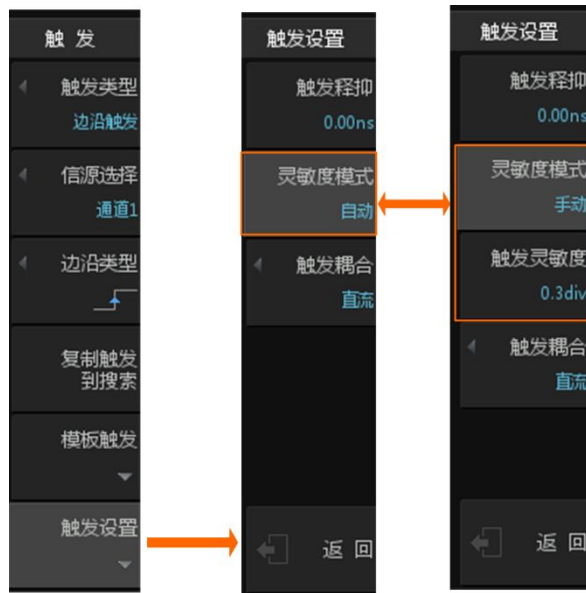 触 发
触发类型
边沿触发
信源选择
通道1
边沿类型
复制触发
到搜索
模板触发
触发设置
触发设置
触发释抑
0.00ns
灵敏度模式
自动
触发耦合
直流
返 回
触发设置
触发释抑
0.00ns
灵敏度模式
手动
触发灵敏度
0.3div
触发耦合
直流
返 回